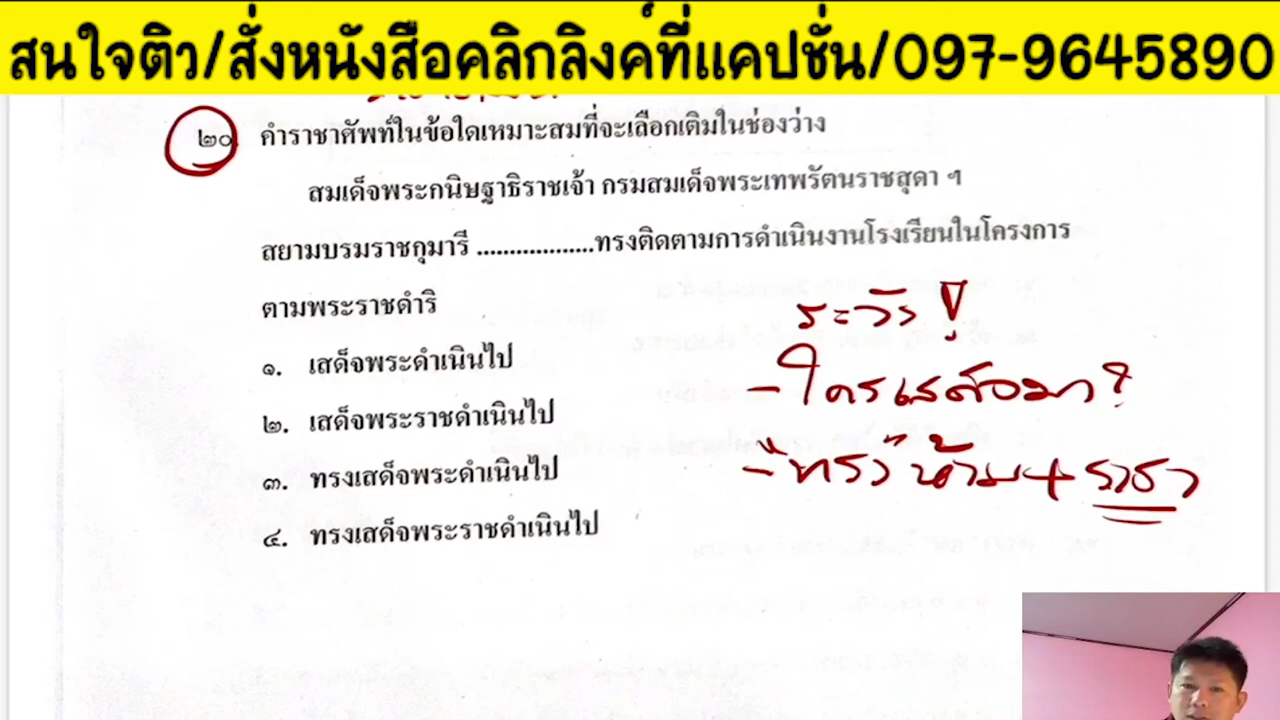 สนใจติว/สั่งหนังสือคลิกลิงค์ที่แคปชั่น/097-9645890
๒๐. คำราชาศัพท์ในข้อใดเหมาะสมที่จะเลือกเติมในช่องว่าง
สมเด็จพระกนิษฐาธิราชเจ้า กรมสมเด็จพระเทพรัตนราชสุดา ฯ
สยามบรมราชกุมารี ..................ทรงติดตามการดำเนินงานโรงเรียนในโครงการ
ตามพระราชดำริ
๑. เสด็จพระดำเนินไป
๒. เสด็จพระราชดำเนินไป
๓. ทรงเสด็จพระดำเนินไป
๔. ทรงเสด็จพระราชดำเนินไป
ระวัง !
- ใครเสด็จมา ?
- "ทรง" ห้าม + ราชา